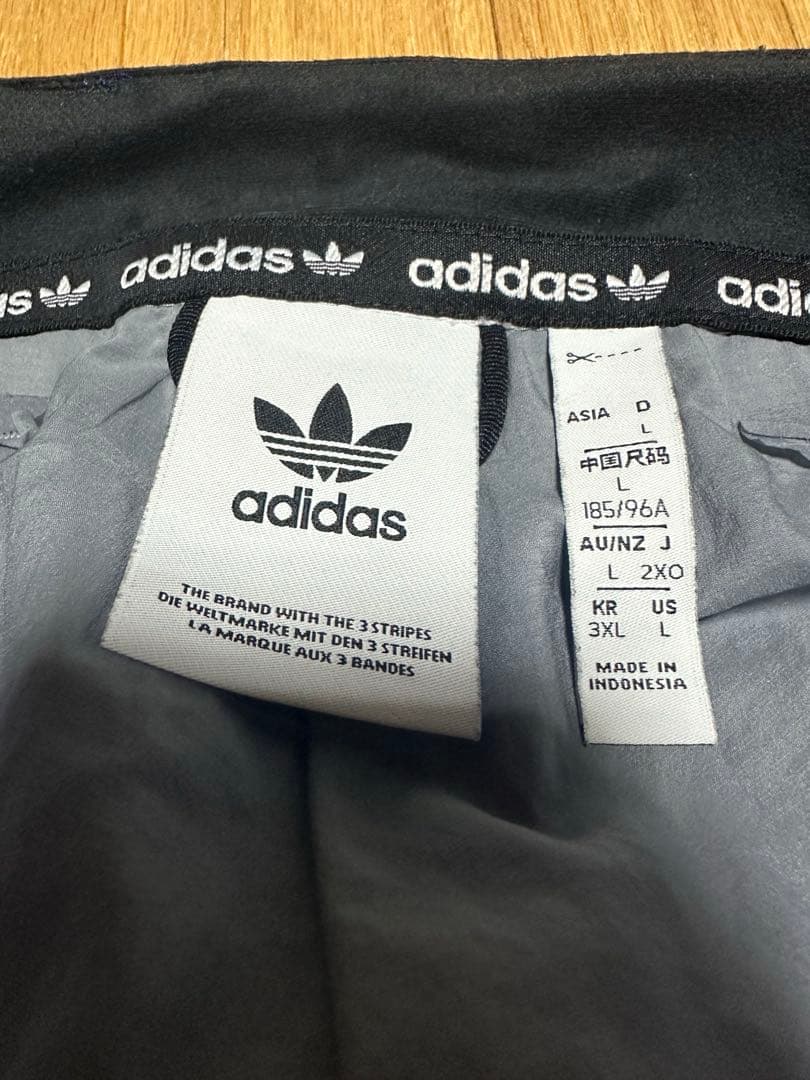 as adidas adidas adi
adidas
THE BRAND WITH THE 3 STRIPES
DIE WELTMARKE MIT DEN 3 STREIFEN
LA MARQUE AUX 3 BANDES
ASIA D
L
中国尺码
L
185/96A
AU/NZ J
L 2XO
KR US
3XL L
MADE IN
INDONESIA